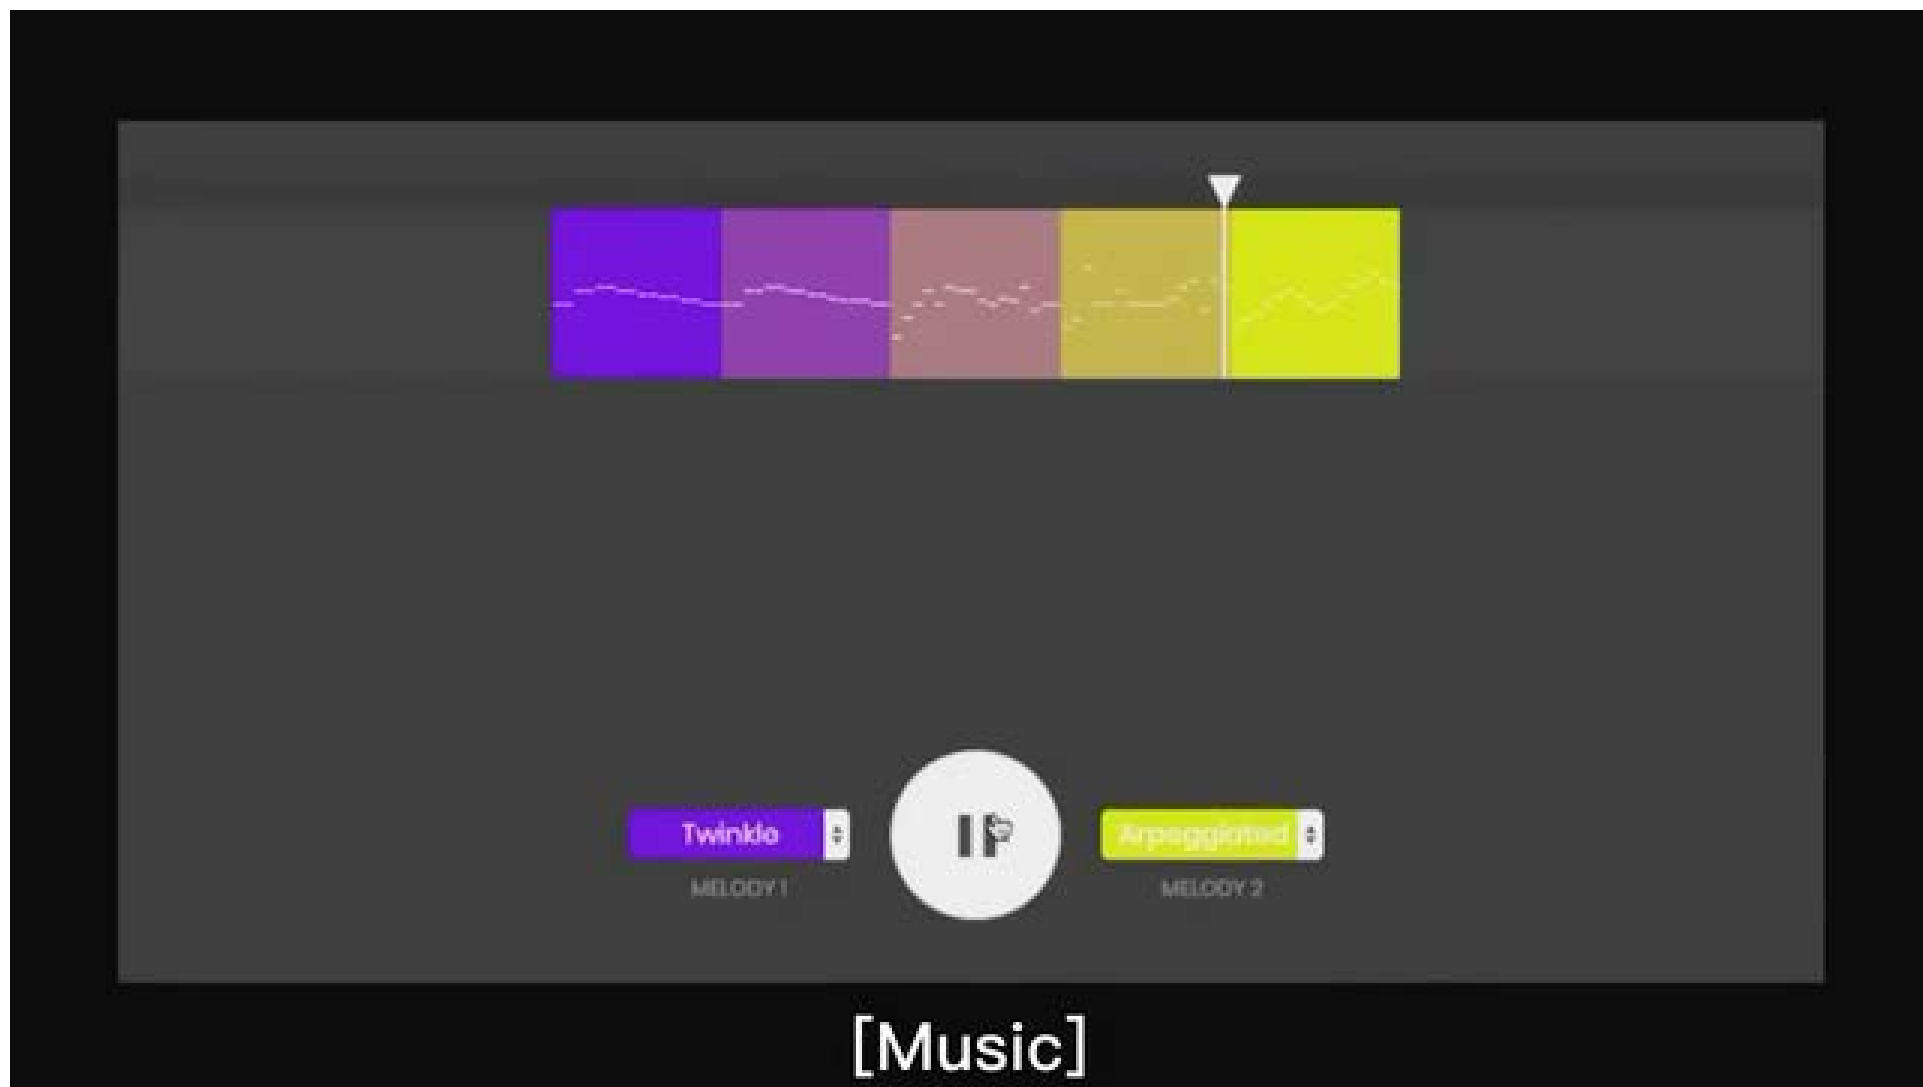 Twinkle
Arpeggiated
MELODY 1
MELODY 2
[Music]